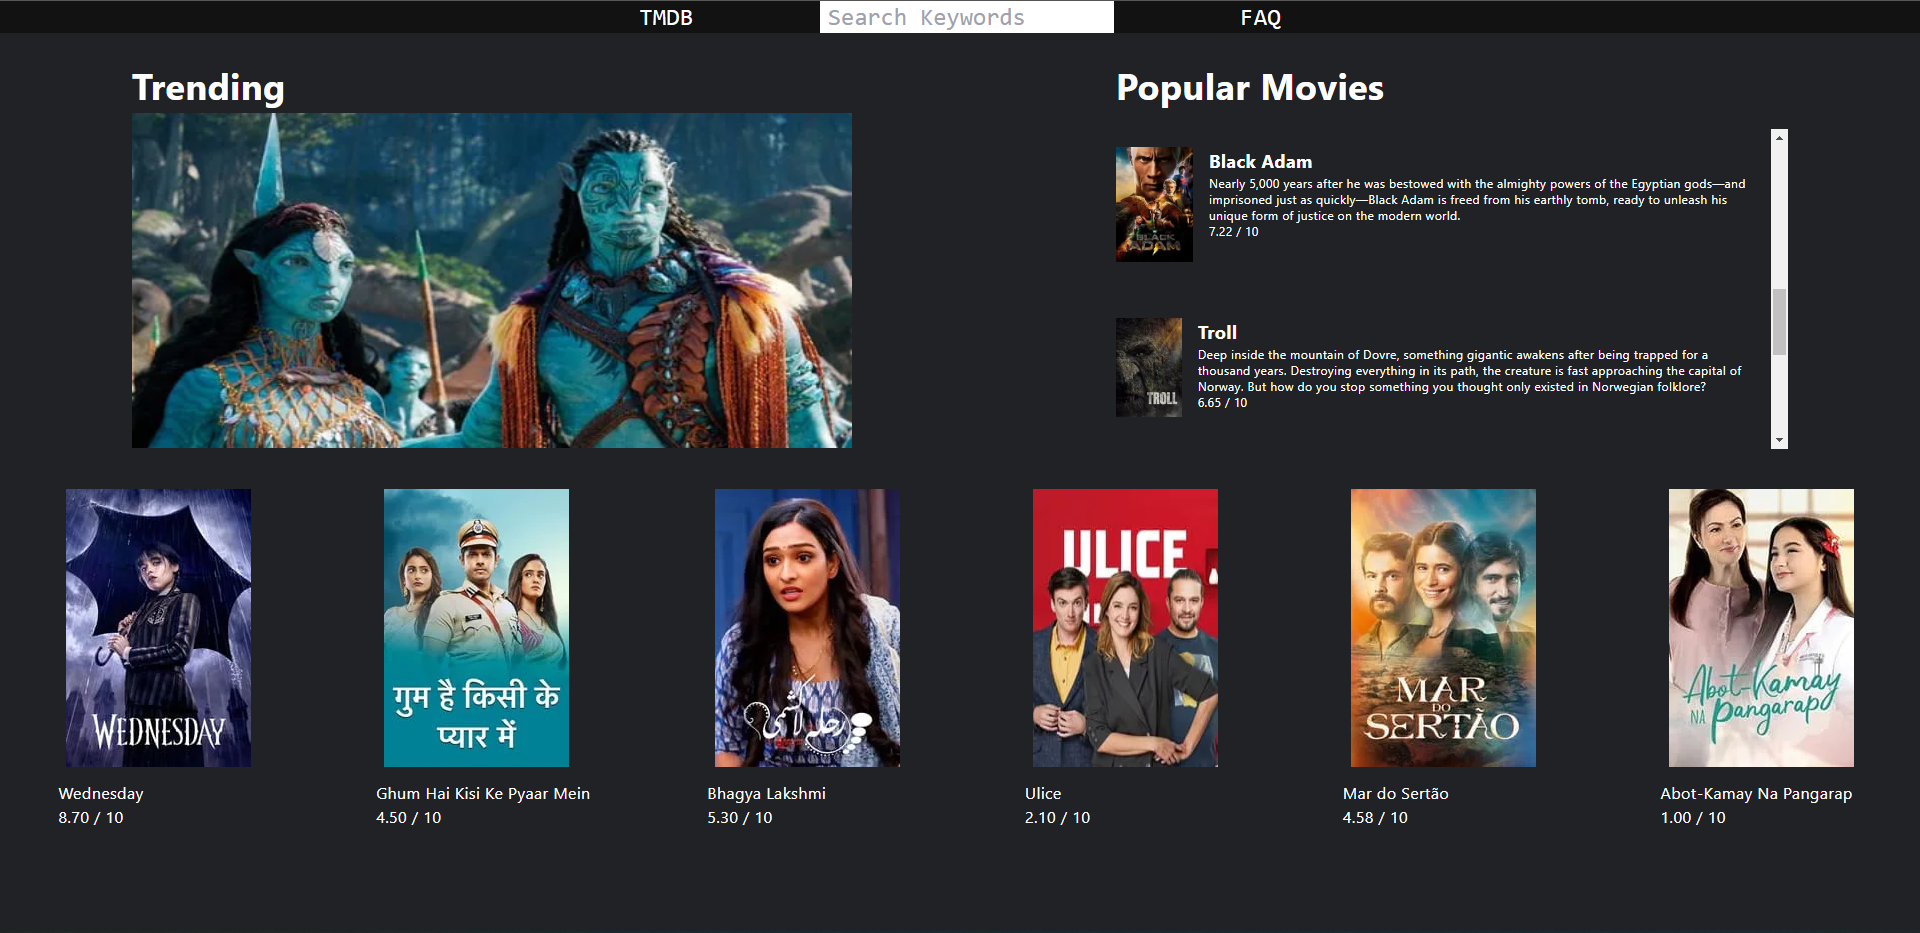 TMDB
Search Keywords
FAQ
Trending
Popular Movies
BLACK
ADAM
Black Adam
Nearly 5,000 years after he was bestowed with the almighty powers of the Egyptian gods—and
imprisoned just as quickly—Black Adam is freed from his earthly tomb, ready to unleash his
unique form of justice on the modern world.
7.22 / 10
TROLL
Troll
Deep inside the mountain of Dovre, something gigantic awakens after being trapped for a
thousand years. Destroying everything in its path, the creature is fast approaching the capital of
Norway. But how do you stop something you thought only existed in Norwegian folklore?
6.65 / 10
WEDNESDAY
गुम है किसी के
प्यार में
ULICE
MAR
DO
SERTÃO
Abot-Kamay
NA Pangarap
Wednesday
8.70 / 10
Ghum Hai Kisi Ke Pyaar Mein
4.50 / 10
Bhagya Lakshmi
5.30 / 10
Ulice
2.10 / 10
Mar do Sertão
4.58 / 10
Abot-Kamay Na Pangarap
1.00 / 10